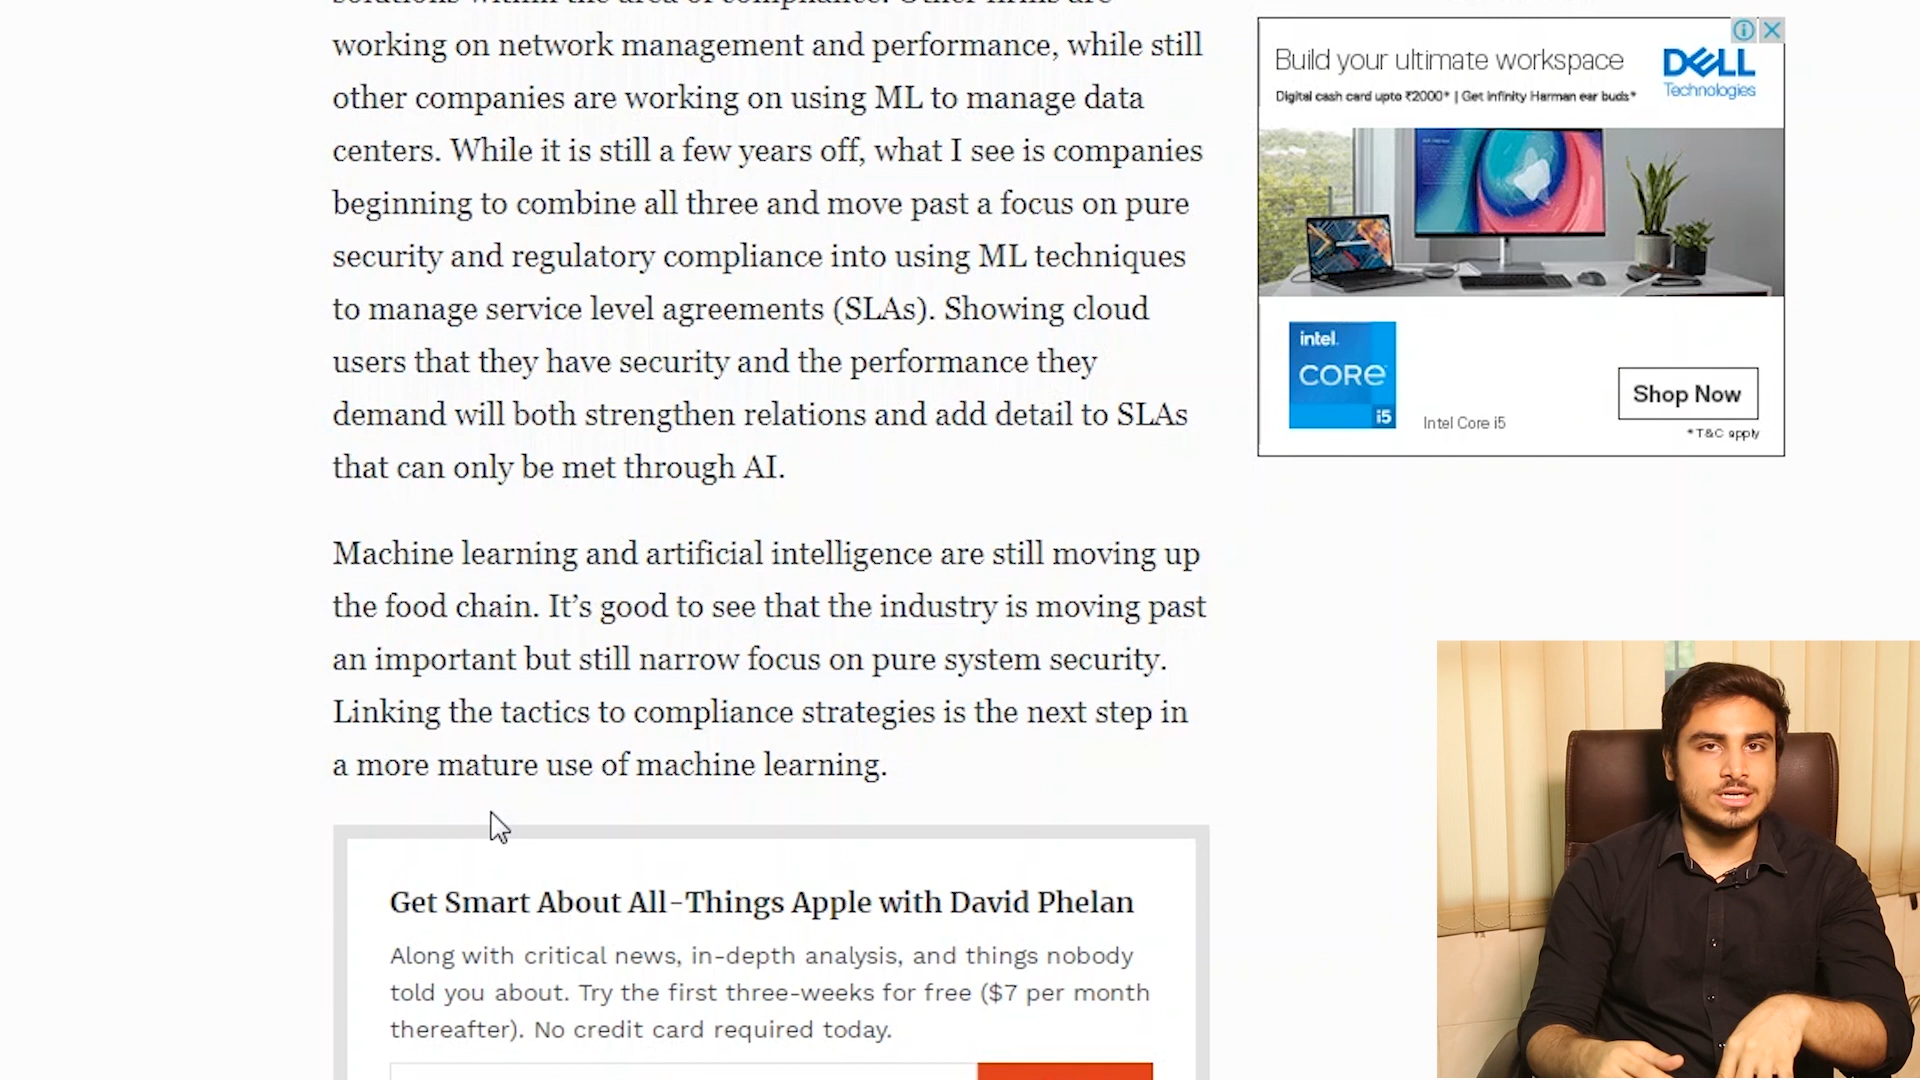 solutions within the area of compliance. Other firms are
working on network management and performance, while still
other companies are working on using ML to manage data
centers. While it is still a few years off, what I see is companies
beginning to combine all three and move past a focus on pure
security and regulatory compliance into using ML techniques
to manage service level agreements (SLAs). Showing cloud
users that they have security and the performance they
demand will both strengthen relations and add detail to SLAs
that can only be met through AI.
Machine learning and artificial intelligence are still moving up
the food chain. It’s good to see that the industry is moving past
an important but still narrow focus on pure system security.
Linking the tactics to compliance strategies is the next step in
a more mature use of machine learning.
Get Smart About All-Things Apple with David Phelan
Along with critical news, in-depth analysis, and things nobody
told you about. Try the first three-weeks for free ($7 per month
thereafter). No credit card required today.
Build your ultimate workspace
Digital cash card upto ₹2000* | Get infinity Harman ear buds*
DELL
Technologies
intel.
CORE
i5
Intel Core i5
Shop Now
*T&C apply